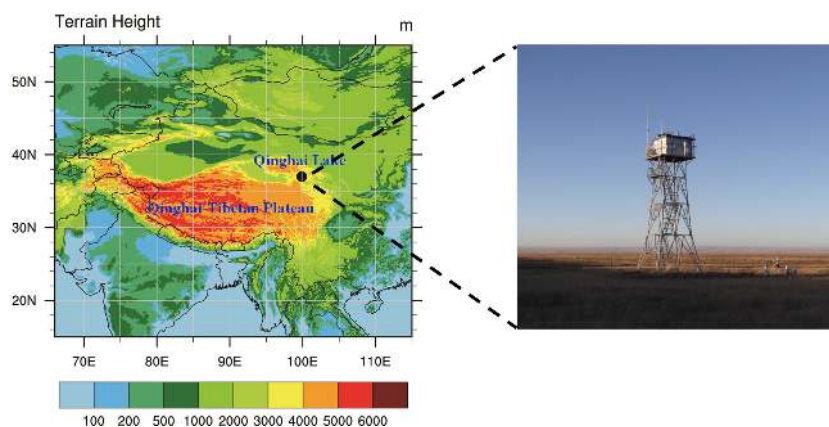 Terrain Height m
50N
40N
30N
20N
70E 80E 90E 100E 110E
Qinghai Lake
Qinghai-Tibetan Plateau
100 200 500 1000 2000 3000 4000 5000 6000